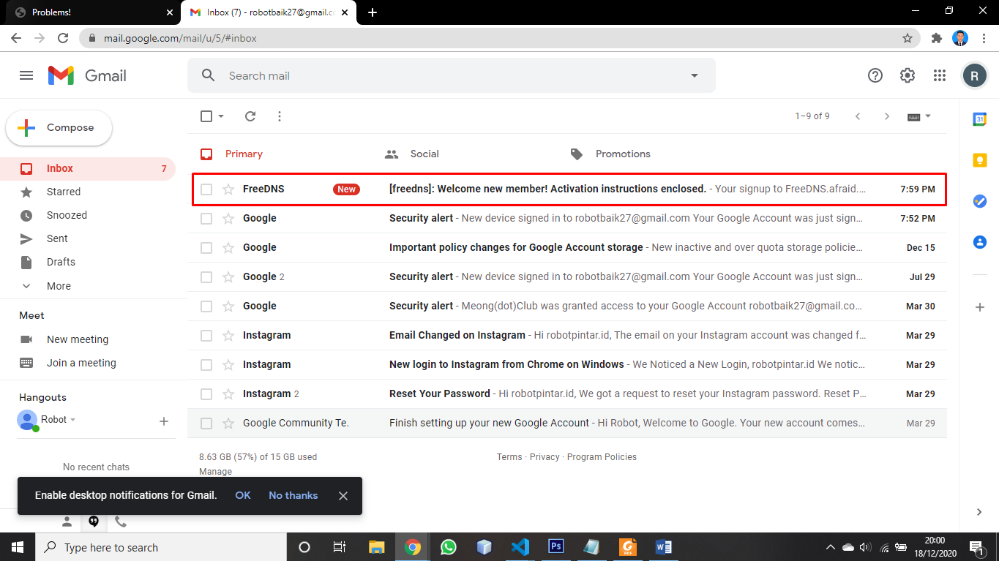 Problems!
Inbox (7) - robotbaik27@gmail.co
mail.google.com/mail/u/5/#inbox
Gmail
Search mail
R
Compose
1–9 of 9
31
Primary
Social
Promotions
Inbox 7
Starred
Snoozed
Sent
Drafts
More
FreeDNS New [freedns]: Welcome new member! Activation instructions enclosed. - Your signup to FreeDNS.afraid.... 7:59 PM
Google Security alert - New device signed in to robotbaik27@gmail.com Your Google Account was just sign... 7:52 PM
Google Important policy changes for Google Account storage - New inactive and over quota storage policie... Dec 15
Google 2 Security alert - New device signed in to robotbaik27@gmail.com Your Google Account was just sign... Jul 29
Google Security alert - Meong(dot)Club was granted access to your Google Account robotbaik27@gmail.co... Mar 30
Instagram Email Changed on Instagram - Hi robotpintar.id, The email on your Instagram account was changed f... Mar 29
Instagram New login to Instagram from Chrome on Windows - We Noticed a New Login, robotpintar.id We notic... Mar 29
Instagram 2 Reset Your Password - Hi robotpintar.id, We got a request to reset your Instagram password. Reset P... Mar 29
Google Community Te. Finish setting up your new Google Account - Hi Robot, Welcome to Google. Your new account comes... Mar 29
Meet
New meeting
Join a meeting
Hangouts
Robot
No recent chats
8.63 GB (57%) of 15 GB used
Manage
Terms · Privacy · Program Policies
Enable desktop notifications for Gmail. OK No thanks
Type here to search
Ps
PDF
W
20:00
18/12/2020
1